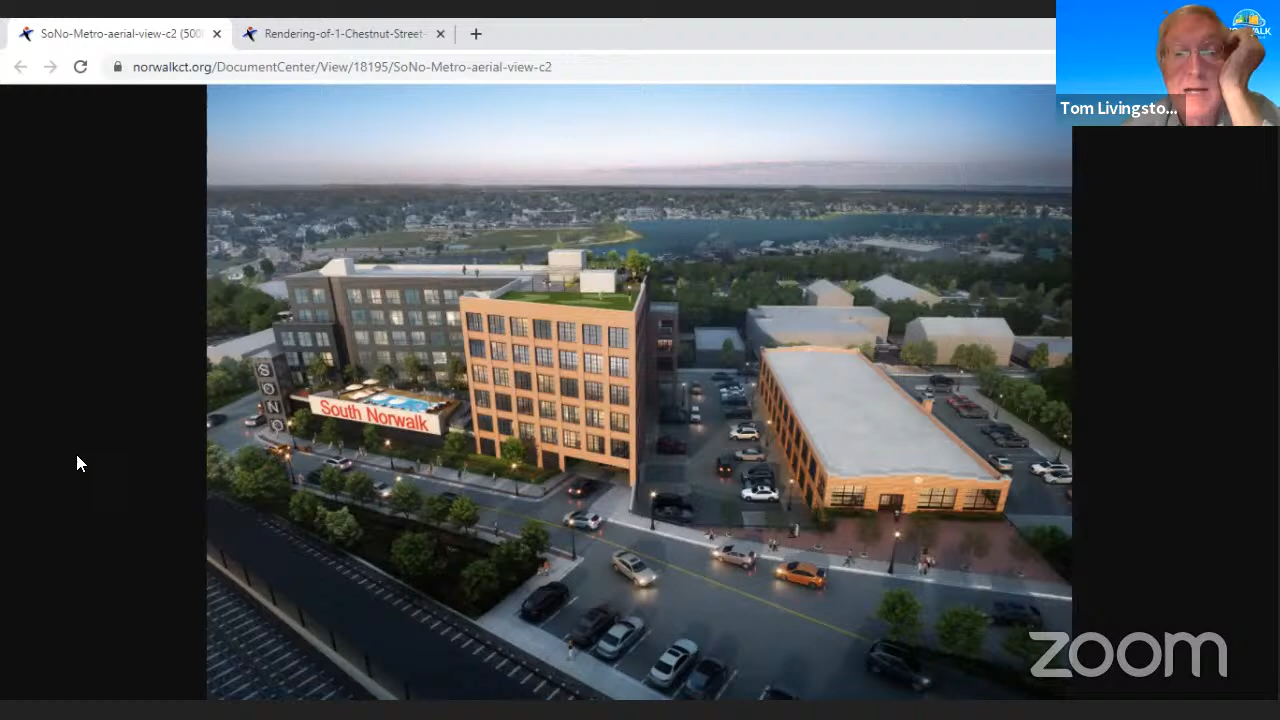 SoNo-Metro-aerial-view-c2 (500
Rendering-of-1-Chestnut-Street-
norwalkct.org/DocumentCenter/View/18195/SoNo-Metro-aerial-view-c2
Tom Livingsto...
SONO
South Norwalk
zoom